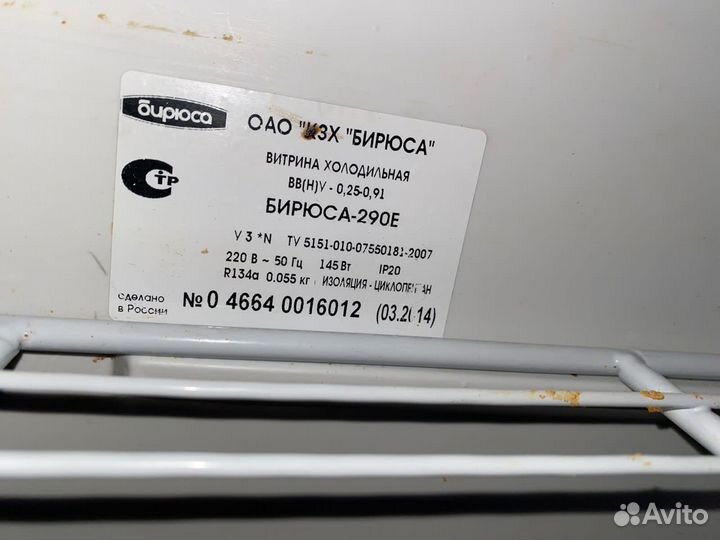 бирюса
ОАО "КЗХ "БИРЮСА"
ВИТРИНА ХОЛОДИЛЬНАЯ
ВВ(Н)У - 0,25-0,91
БИРЮСА-290Е
У 3 *N ТУ 5151-010-07550181-2007
220 В ~ 50 Гц 145 Вт IP20
R134a 0.055 кг ИЗОЛЯЦИЯ - ЦИКЛОПЕНТАН
сделано
в России
№ 0 4664 0016012 (03.2014)
СТР
Avito